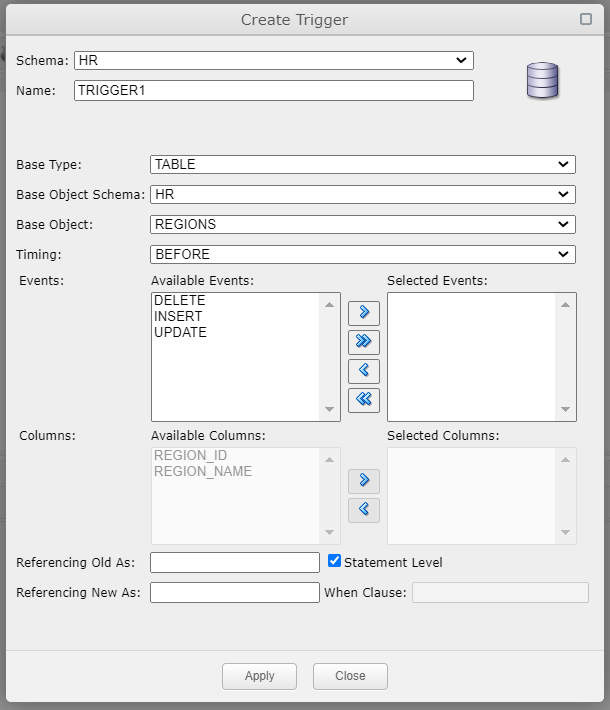 Create Trigger
Schema: HR
Name: TRIGGER1
Base Type: TABLE
Base Object Schema: HR
Base Object: REGIONS
Timing: BEFORE
Events: Available Events: Selected Events:
DELETE
INSERT
UPDATE
Columns: Available Columns: Selected Columns:
REGION_ID
REGION_NAME
Referencing Old As: Statement Level
Referencing New As: When Clause:
Apply Close